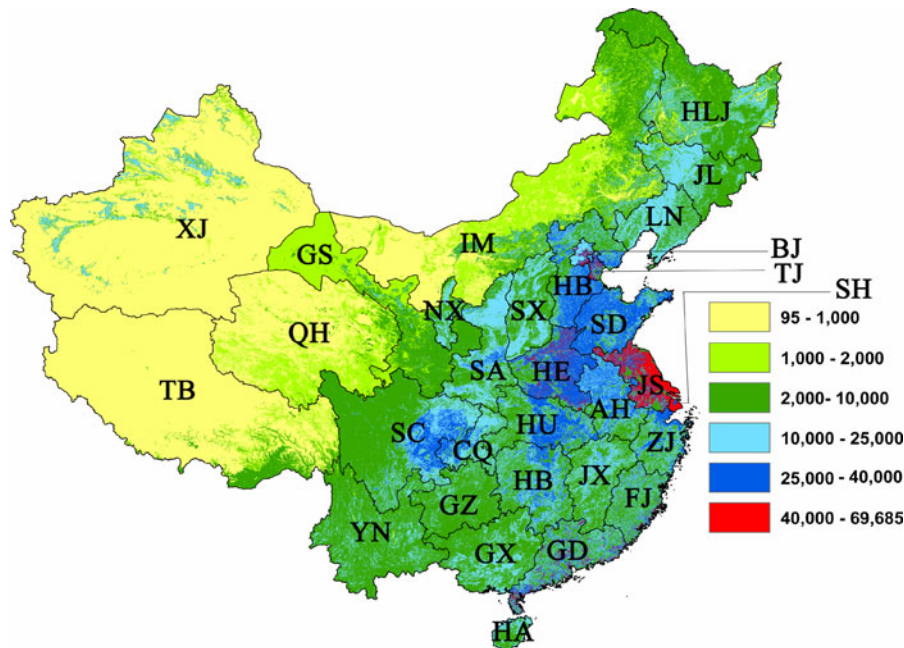 HLJ
JL
LN
XJ
GS
IM
BJ
TJ
SH
NX
SX
HB
SD
QH
TB
SA
HE
JS
AH
SC
CQ
HU
ZJ
HB
JX
FJ
GZ
YN
GX
GD
HA
95 - 1,000
1,000 - 2,000
2,000 - 10,000
10,000 - 25,000
25,000 - 40,000
40,000 - 69,685